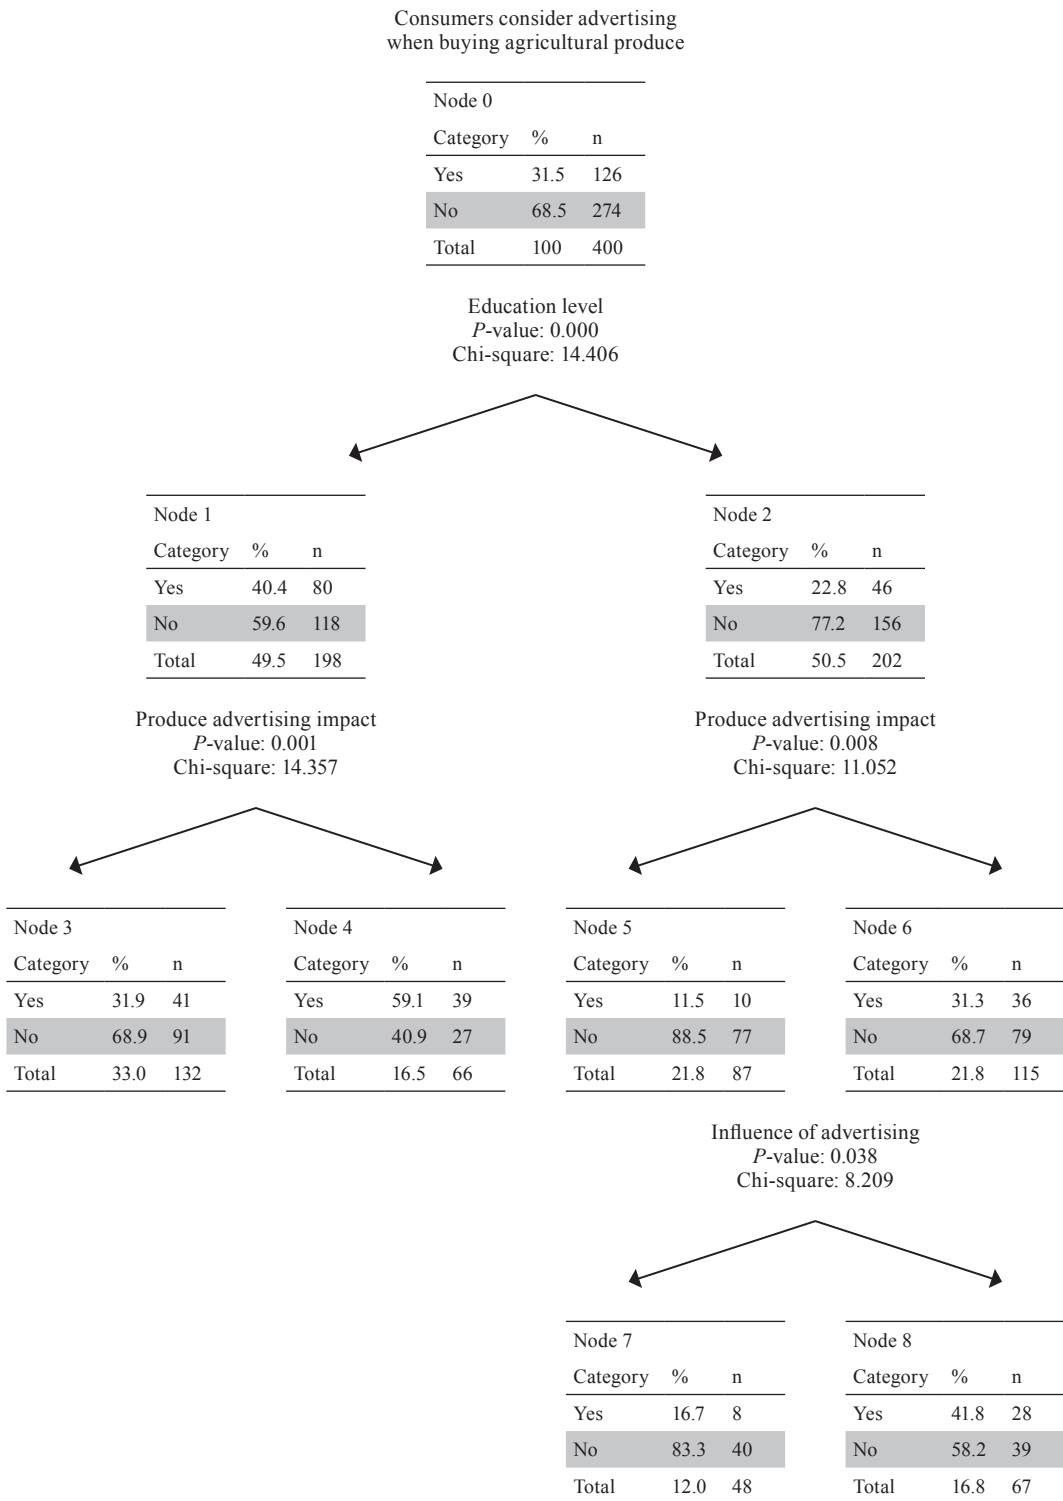 Consumers consider advertising
when buying agricultural produce
Node 0
Category % n
Yes 31.5 126
No 68.5 274
Total 100 400
Education level
P-value: 0.000
Chi-square: 14.406
Node 1
Category % n
Yes 40.4 80
No 59.6 118
Total 49.5 198
Node 2
Category % n
Yes 22.8 46
No 77.2 156
Total 50.5 202
Produce advertising impact
P-value: 0.001
Chi-square: 14.357
Produce advertising impact
P-value: 0.008
Chi-square: 11.052
Node 3
Category % n
Yes 31.9 41
No 68.9 91
Total 33.0 132
Node 4
Category % n
Yes 59.1 39
No 40.9 27
Total 16.5 66
Node 5
Category % n
Yes 11.5 10
No 88.5 77
Total 21.8 87
Node 6
Category % n
Yes 31.3 36
No 68.7 79
Total 21.8 115
Influence of advertising
P-value: 0.038
Chi-square: 8.209
Node 7
Category % n
Yes 16.7 8
No 83.3 40
Total 12.0 48
Node 8
Category % n
Yes 41.8 28
No 58.2 39
Total 16.8 67